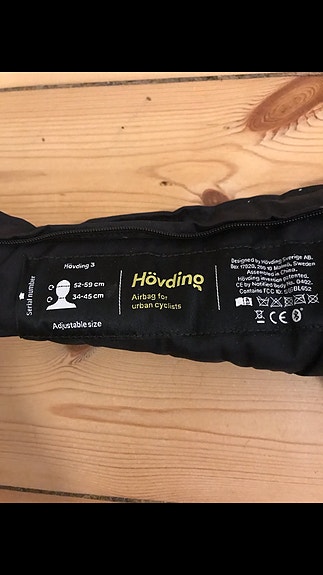 Serial number
Hövding 3
52-59 cm
34-45 cm
Adjustable size
Hövding
Airbag for
urban cyclists
Designed by Hövding Sverige AB.
Box 17920, 200 10 Malmö, Sweden
Assembled in China.
Hövding invention patented.
CE by Notified Body No. 0402.
Contains FCC ID:
CE